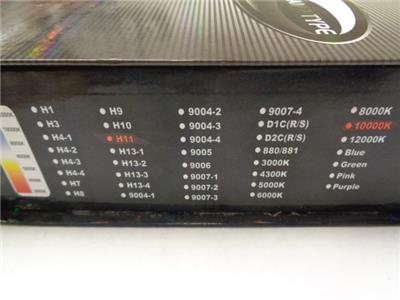 TYPE
H1
H3
H4-1
H4-2
H4-3
H4-4
H7
H8
H9
H10
H11
H13-1
H13-2
H13-3
H13-4
9004-1
9004-2
9004-3
9004-4
9005
9006
9007-1
9007-2
9007-3
9007-4
D1C(R/S)
D2C(R/S)
880/881
3000K
4300K
5000K
6000K
8000K
10000K
12000K
Blue
Green
Pink
Purple